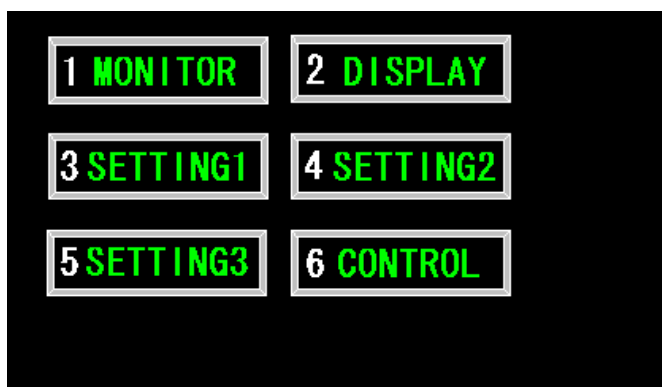 1 MONITOR 2 DISPLAY
3 SETTING1 4 SETTING2
5 SETTING3 6 CONTROL